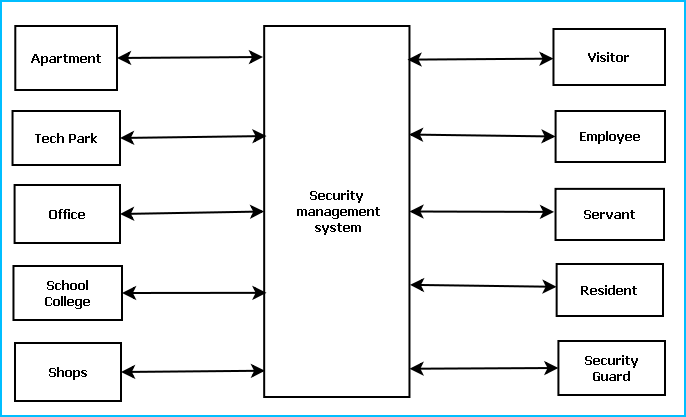 Apartment
Tech Park
Office
School
College
Shops
Security
management
system
Visitor
Employee
Servant
Resident
Security
Guard